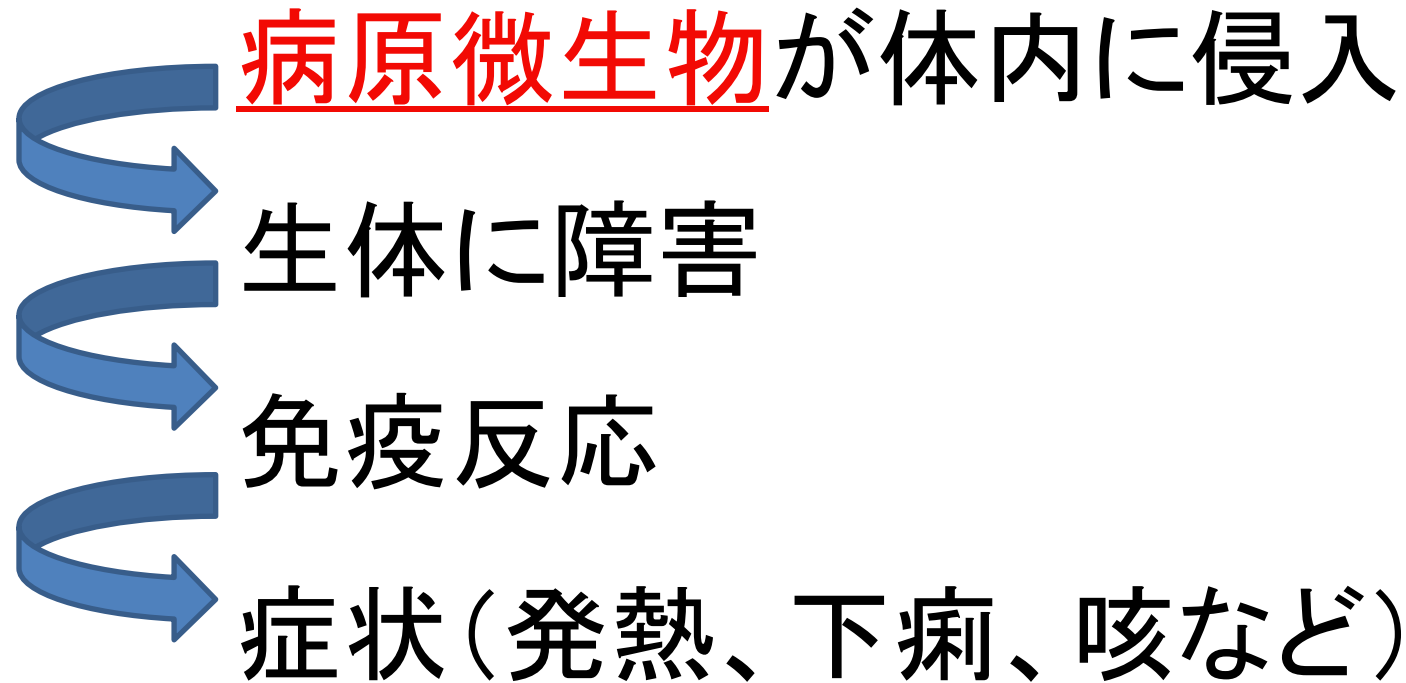 病原微生物が体内に侵入
生体に障害
免疫反応
症状（発熱、下痢、咳など）